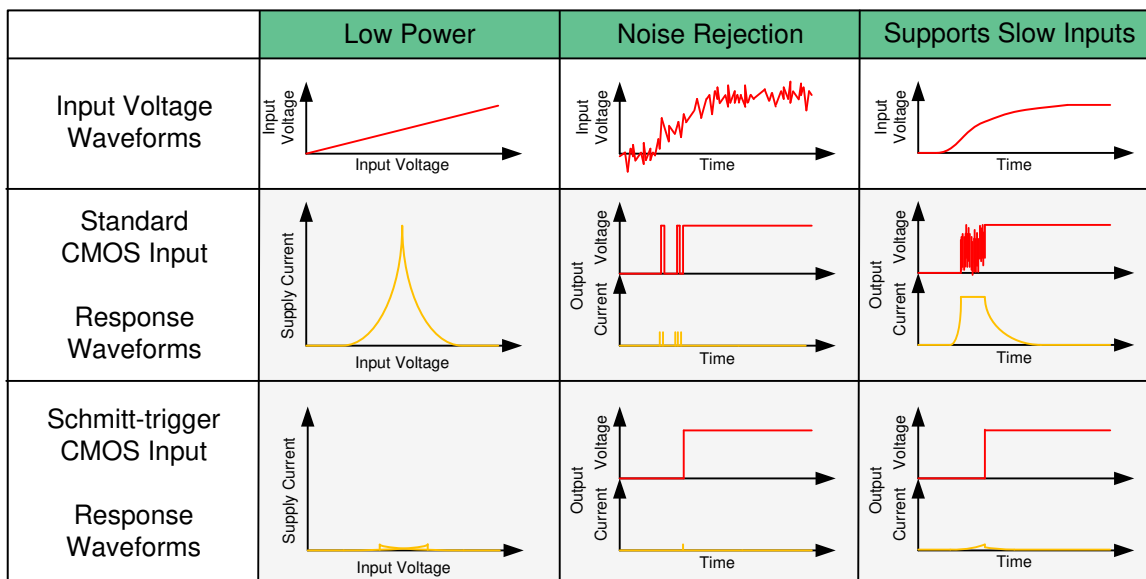 Low Power
Noise Rejection
Supports Slow Inputs
Input Voltage
Waveforms
Input
Voltage
Input Voltage
Input
Voltage
Time
Input
Voltage
Time
Standard
CMOS Input
Response
Waveforms
Supply Current
Input Voltage
Output
Voltage
Current
Time
Output
Voltage
Current
Time
Schmitt-trigger
CMOS Input
Response
Waveforms
Supply Current
Input Voltage
Output
Voltage
Current
Time
Output
Voltage
Current
Time